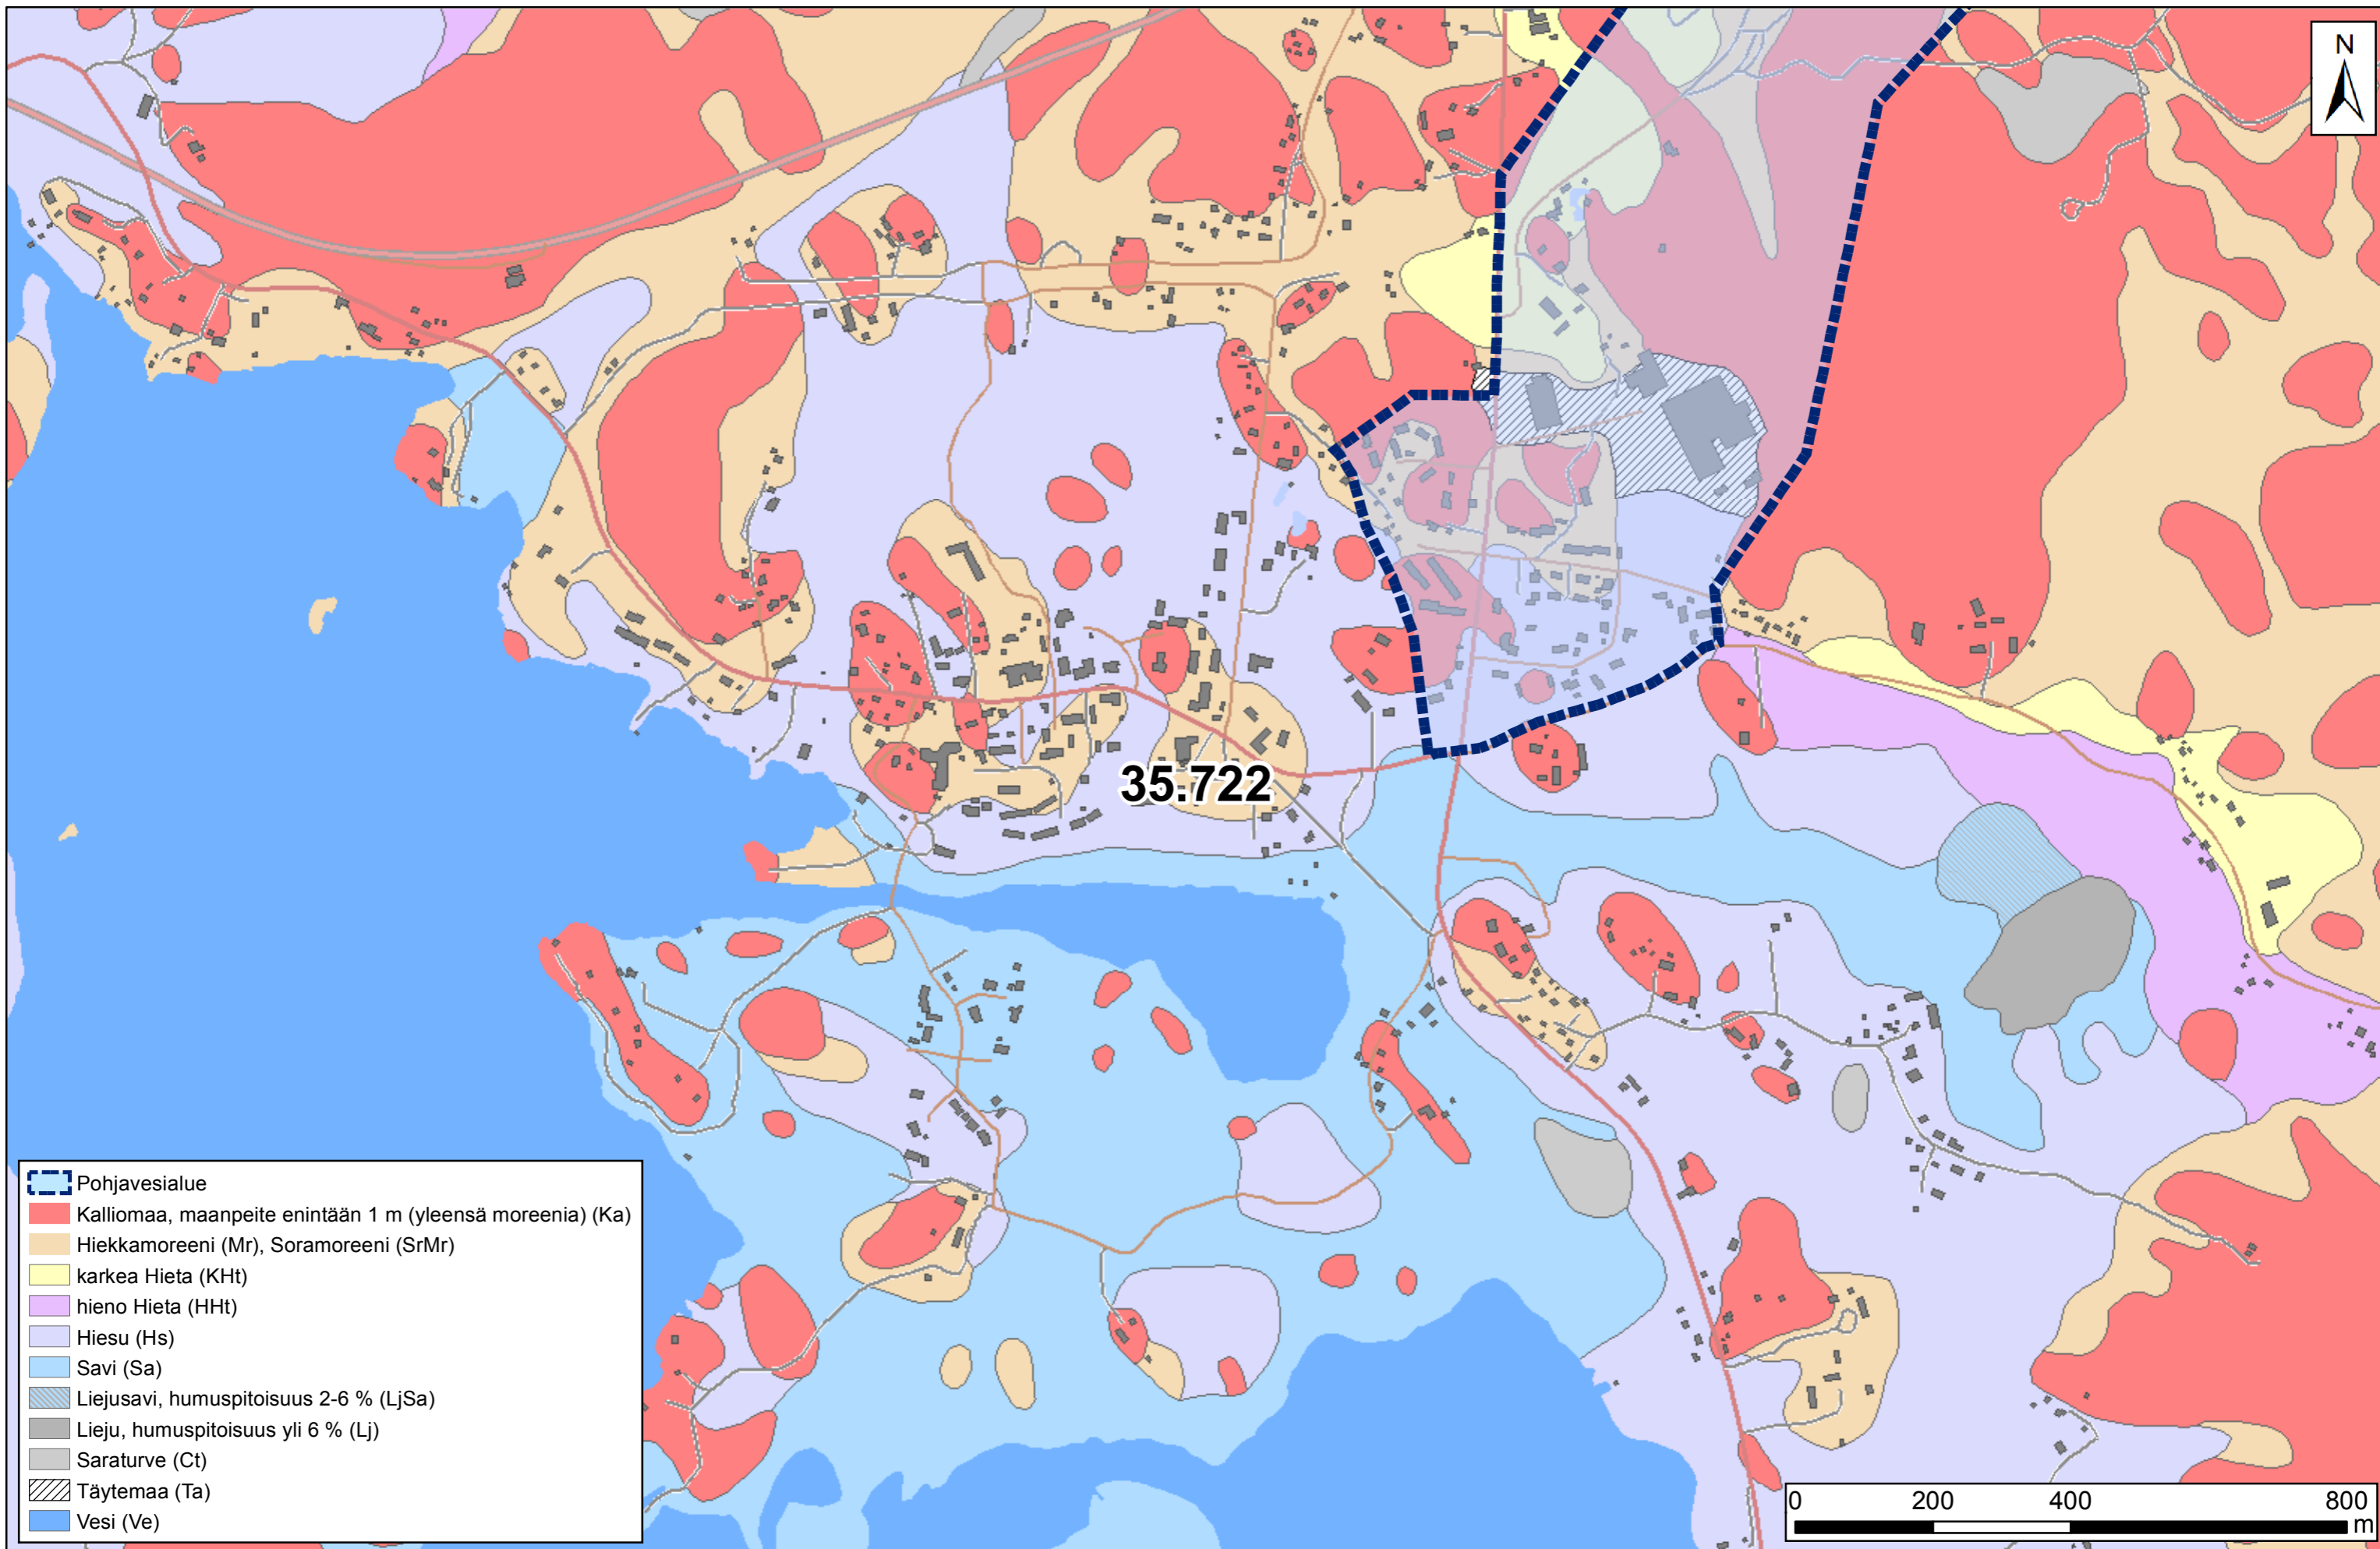 N
35.722
Pohjavesialue
Kalliomaa, maanpeite enintään 1 m (yleensä moreenia) (Ka)
Hiekkamoreeni (Mr), Soramoreeni (SrMr)
karkea Hieta (KHt)
hieno Hieta (HHt)
Hiesu (Hs)
Savi (Sa)
Liejusavi, humuspitoisuus 2-6 % (LjSa)
Lieju, humuspitoisuus yli 6 % (Lj)
Saraturve (Ct)
Täytemaa (Ta)
Vesi (Ve)
0 200 400 800
m